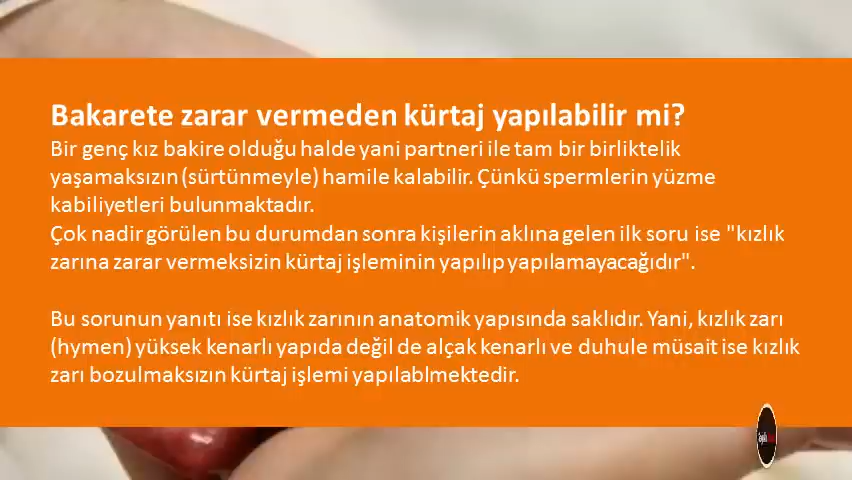 Bakarete zarar vermeden kürtaj yapılabilir mi?
Bir genç kız bakire olduğu halde yani partneri ile tam bir birliktelik
yaşamaksızın (sürtünmeyle) hamile kalabilir. Çünkü spermlerin yüzme
kabiliyetleri bulunmaktadır.
Çok nadir görülen bu durumdan sonra kişilerin aklına gelen ilk soru ise "kızlık
zarına zarar vermeksizin kürtaj işleminin yapılıp yapılamayacağıdır".
Bu sorunun yanıtı ise kızlık zarının anatomik yapısında saklıdır. Yani, kızlık zarı
(hymen) yüksek kenarlı yapıda değil de alçak kenarlı ve duhule müsait ise kızlık
zarı bozulmaksızın kürtaj işlemi yapılablmektedir.